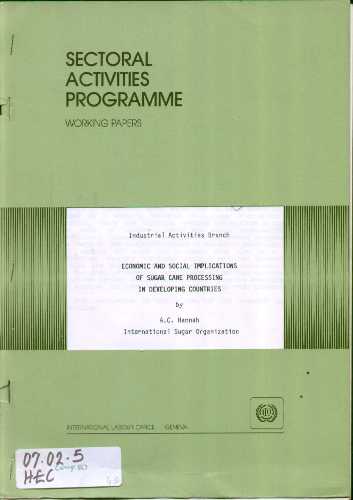 SECTORAL
ACTIVITIES
PROGRAMME
WORKING PAPERS
Industrial Activities Branch
ECONOMIC AND SOCIAL IMPLICATIONS
OF SUGAR CANE PROCESSING
IN DEVELOPING COUNTRIES
by
A.C. Hannah
International Sugar Organization
INTERNATIONAL LABOUR OFFICE GENEVA
07.02-5
HEC